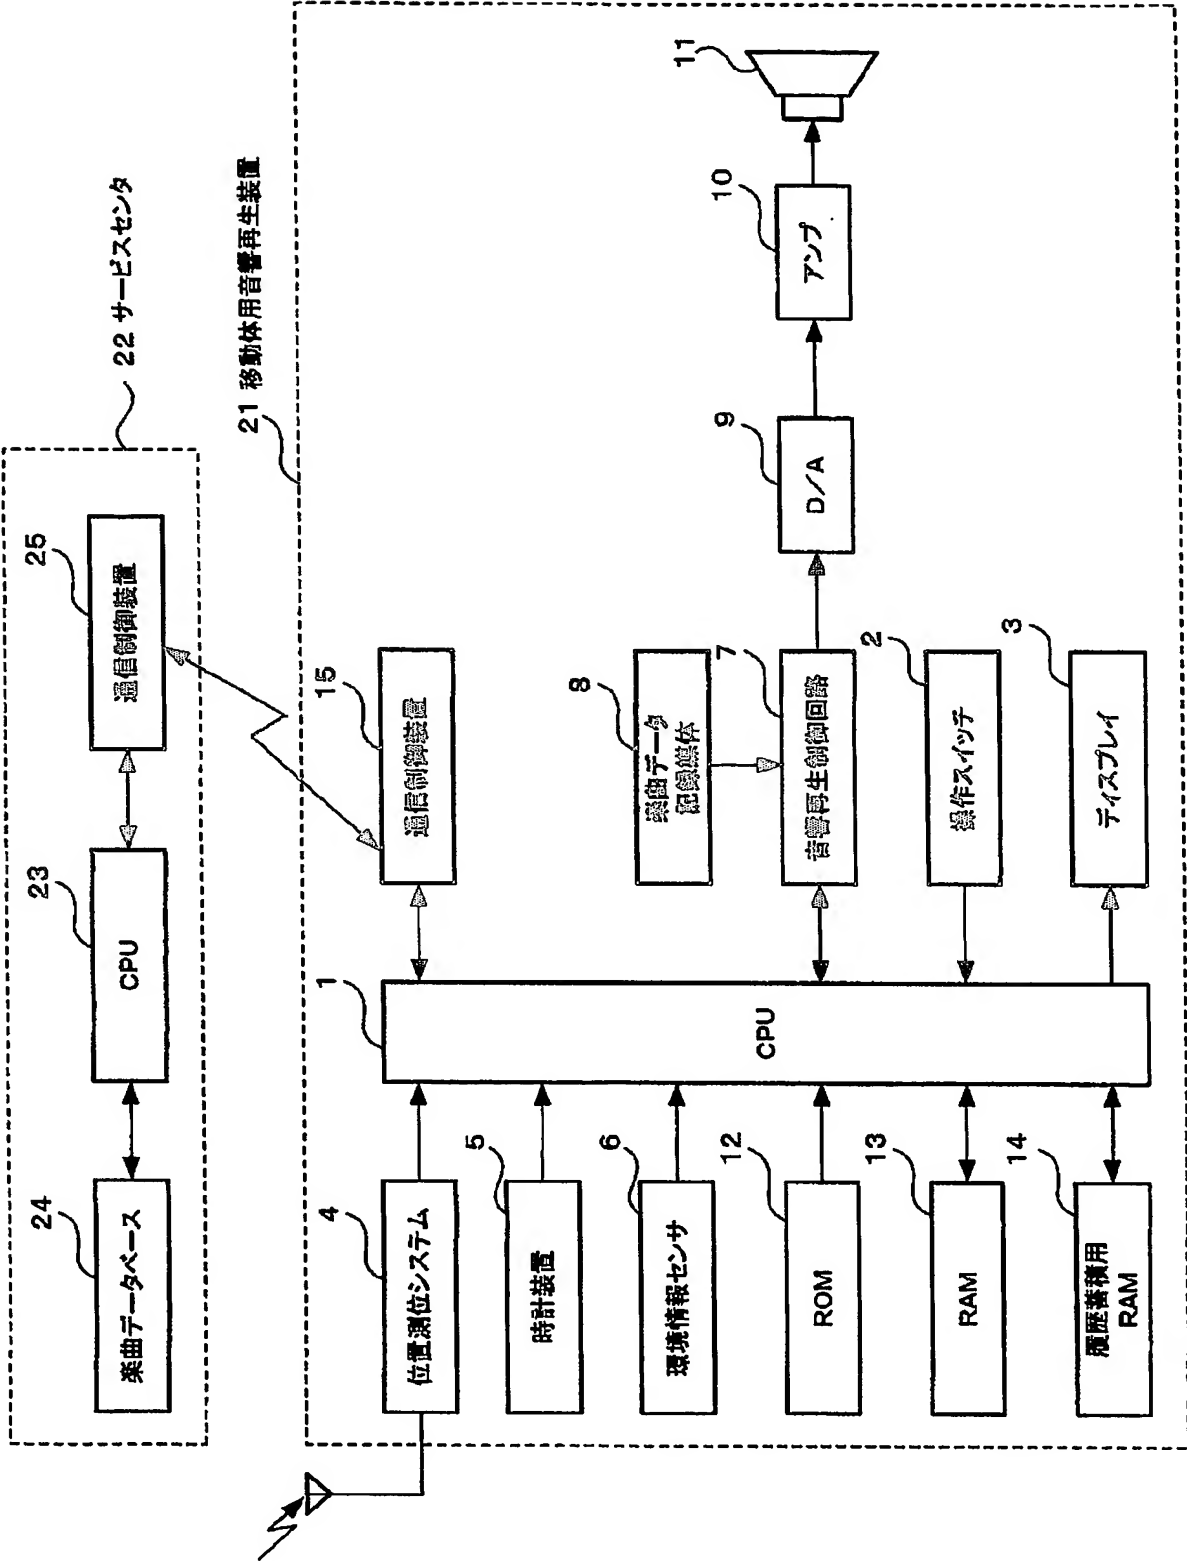 22 サービスセンタ
24
楽曲データベース
23
CPU
25
通信制御装置
21 移動体用音響再生装置
4
位置測位システム
5
時計装置
6
環境情報センサ
12
ROM
13
RAM
14
履歴蓄積用
RAM
1
CPU
15
通信制御装置
8
楽曲データ
記録媒体
7
音響再生制御回路
2
操作スイッチ
3
ディスプレイ
9
D/A
10
アンプ
11